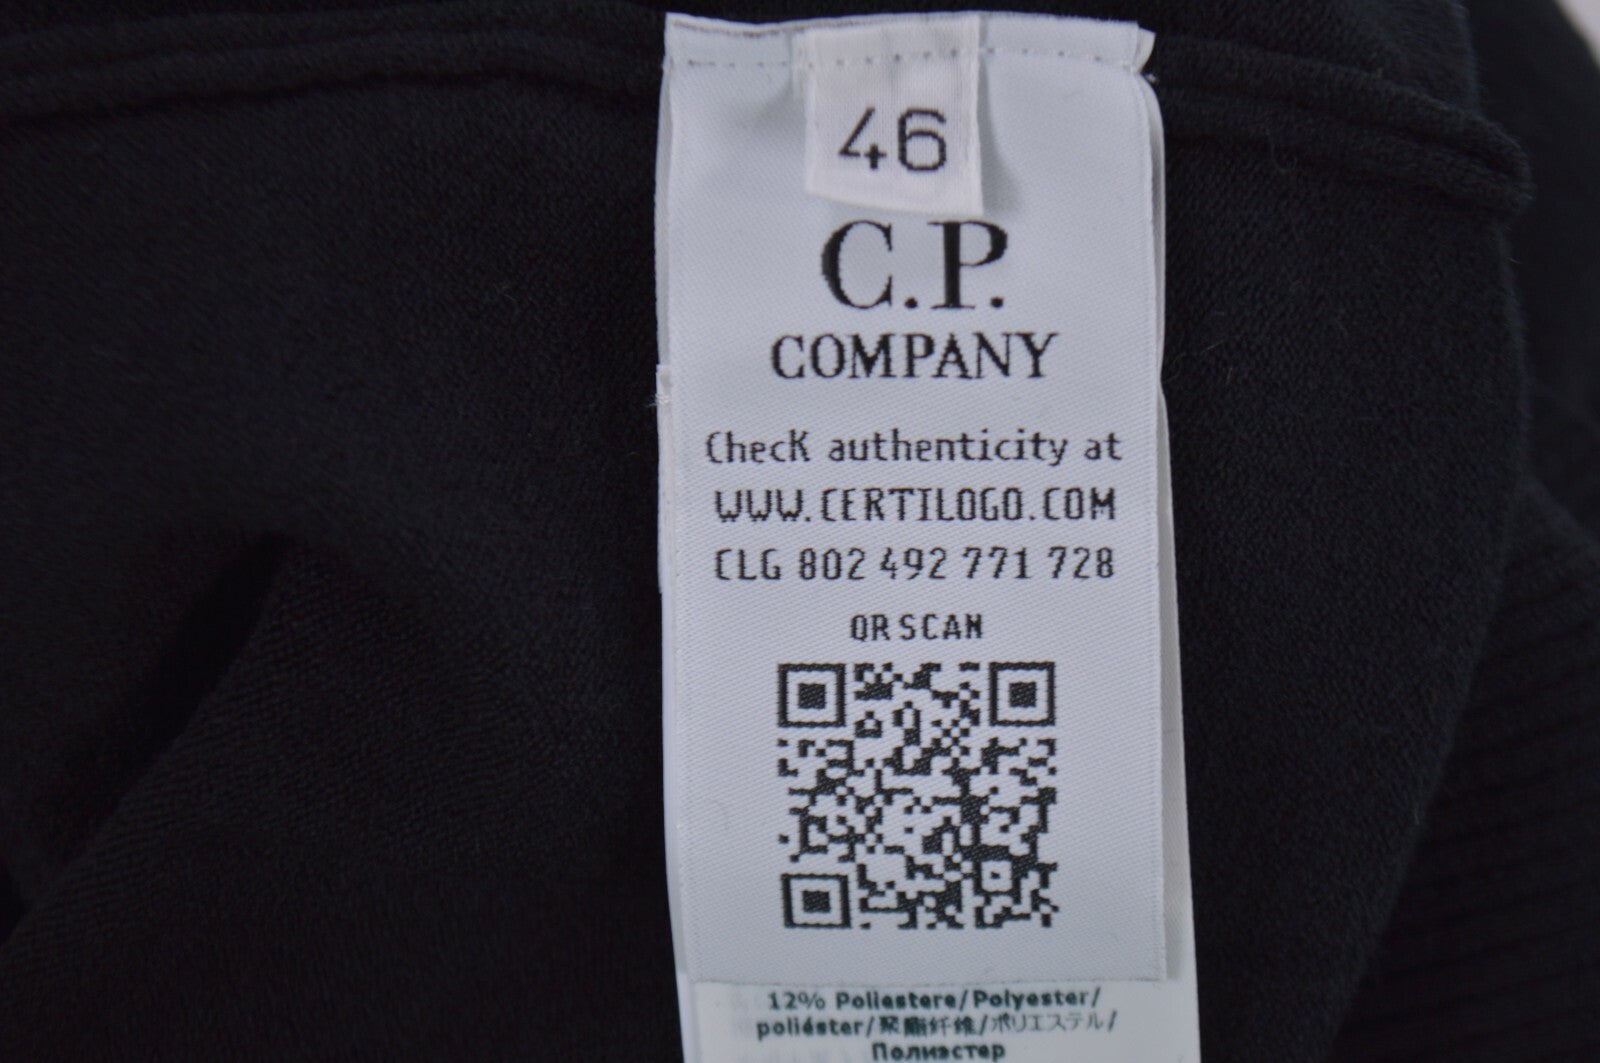 46
C.P.
COMPANY
Check authenticity at
WWW.CERTILOGO.COM
CLG 802 492 771 728
QR SCAN
12% Poliestere/Polyester/
poliéster/聚酯纤维/ポリエステル/
Полиэстер